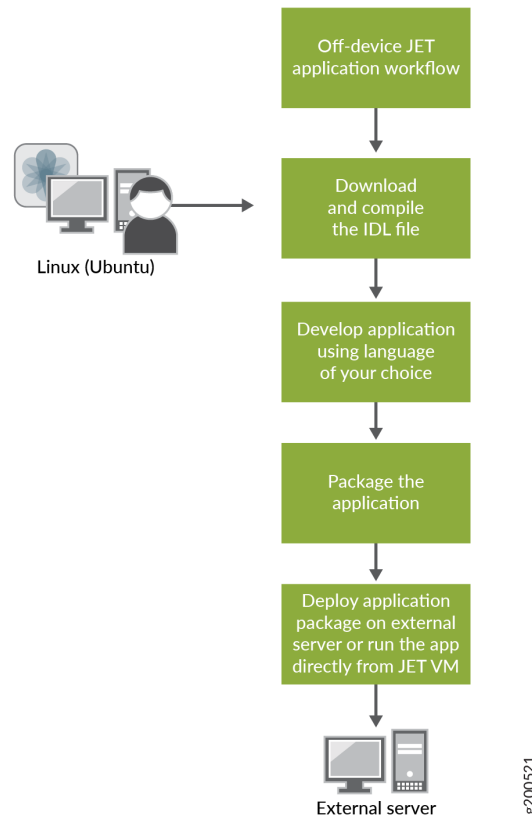 Off-device JET
application workflow
Download
and compile
the IDL file
Linux (Ubuntu)
Develop application
using language
of your choice
Package the
application
Deploy application
package on external
server or run the app
directly from JET VM
External server
g200521